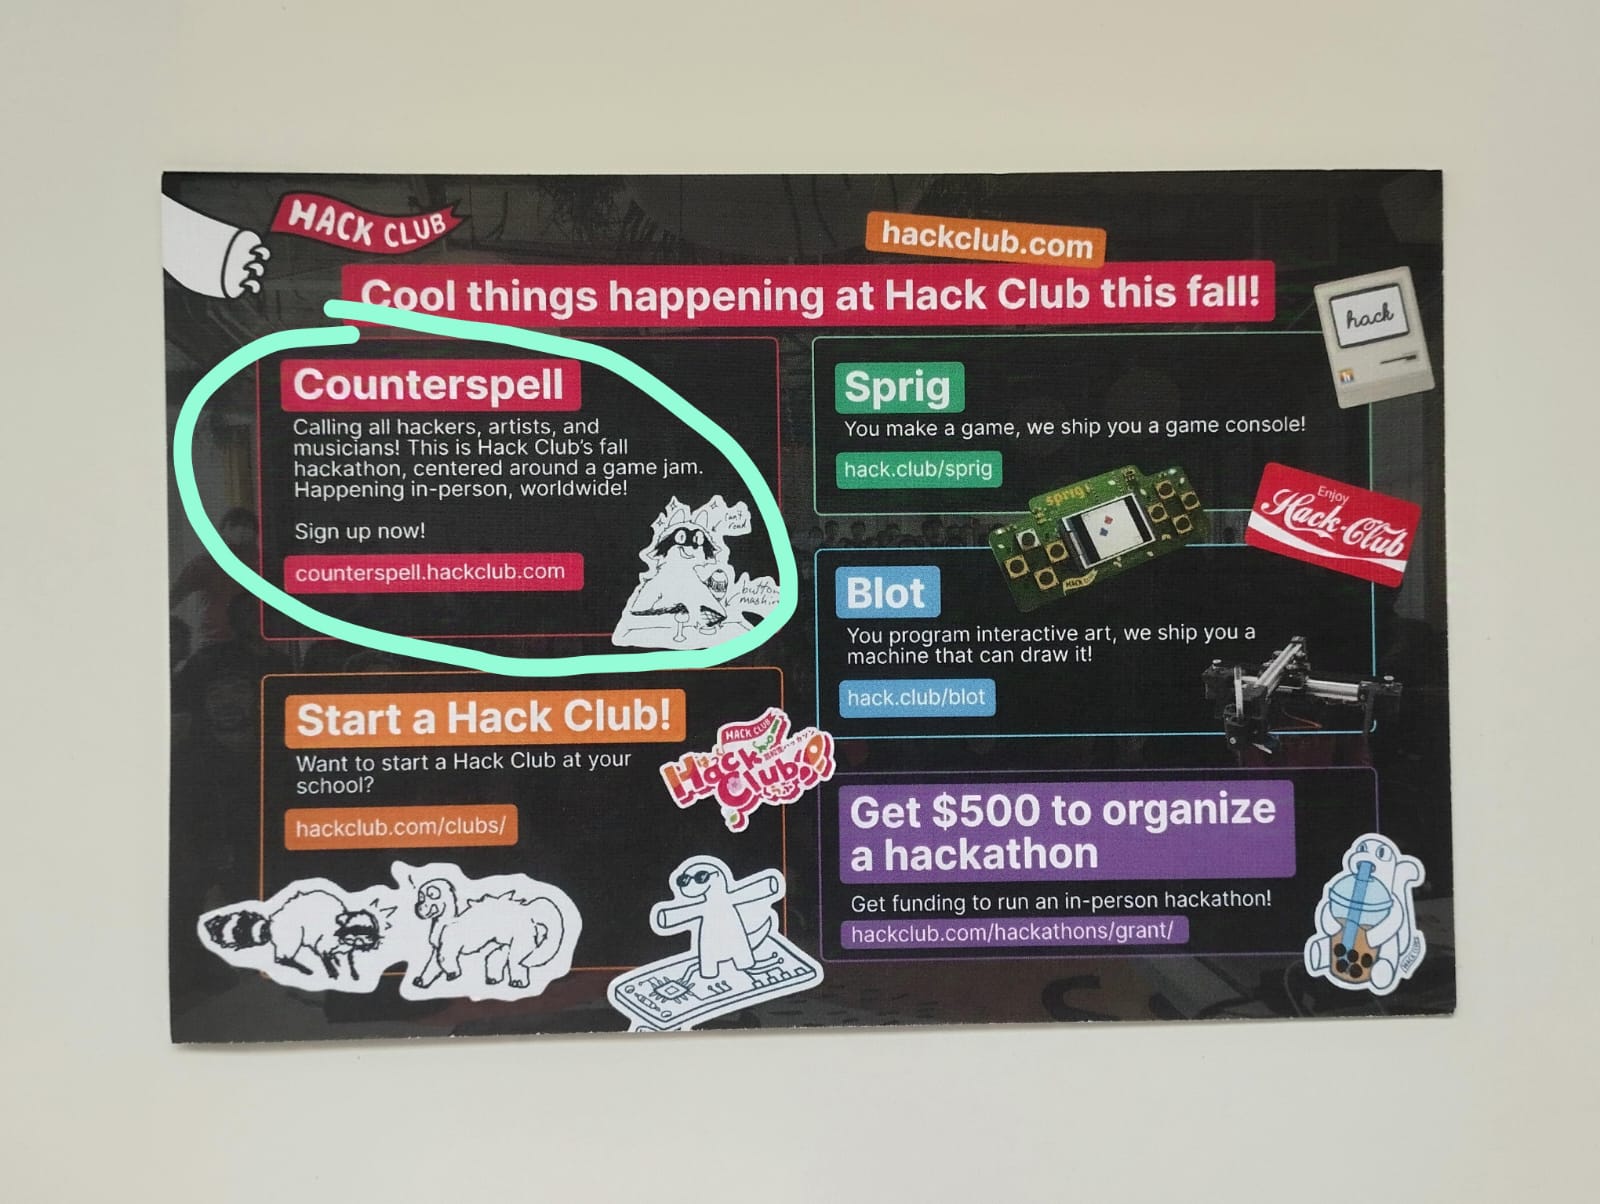 HACK CLUB
hackclub.com
Cool things happening at Hack Club this fall!
hack
Counterspell
Calling all hackers, artists, and
musicians! This is Hack Club's fall
hackathon, centered around a game jam.
Happening in-person, worldwide!
Sign up now!
counterspell.hackclub.com
can't
read
button
mashin
Sprig
You make a game, we ship you a game console!
hack.club/sprig
sprig!
HACK CLUB
Enjoy
Hack Club
Blot
You program interactive art, we ship you a
machine that can draw it!
hack.club/blot
Start a Hack Club!
Want to start a Hack Club at your
school?
hackclub.com/clubs/
HACK CLUB
Hack
Club!
Get $500 to organize
a hackathon
Get funding to run an in-person hackathon!
hackclub.com/hackathons/grant/
HACK CLUB